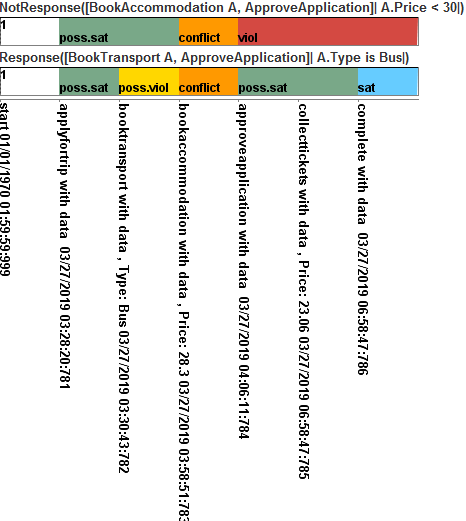 NotResponse([BookAccommodation A, ApproveApplication]| A.Price < 30|)
1
poss.sat conflict viol
Response([BookTransport A, ApproveApplication]| A.Type is Bus|)
1
poss.sat poss.viol conflict poss.sat sat
start 01/01/1970 01:59:59:999
applyfortrip with data 03/27/2019 03:28:20:781
booktransport with data , Type: Bus 03/27/2019 03:30:43:782
bookaccommodation with data , Price: 28.3 03/27/2019 03:58:51:783
approveapplication with data 03/27/2019 04:06:11:784
collecttickets with data , Price: 23.06 03/27/2019 06:58:47:785
complete with data 03/27/2019 06:58:47:786